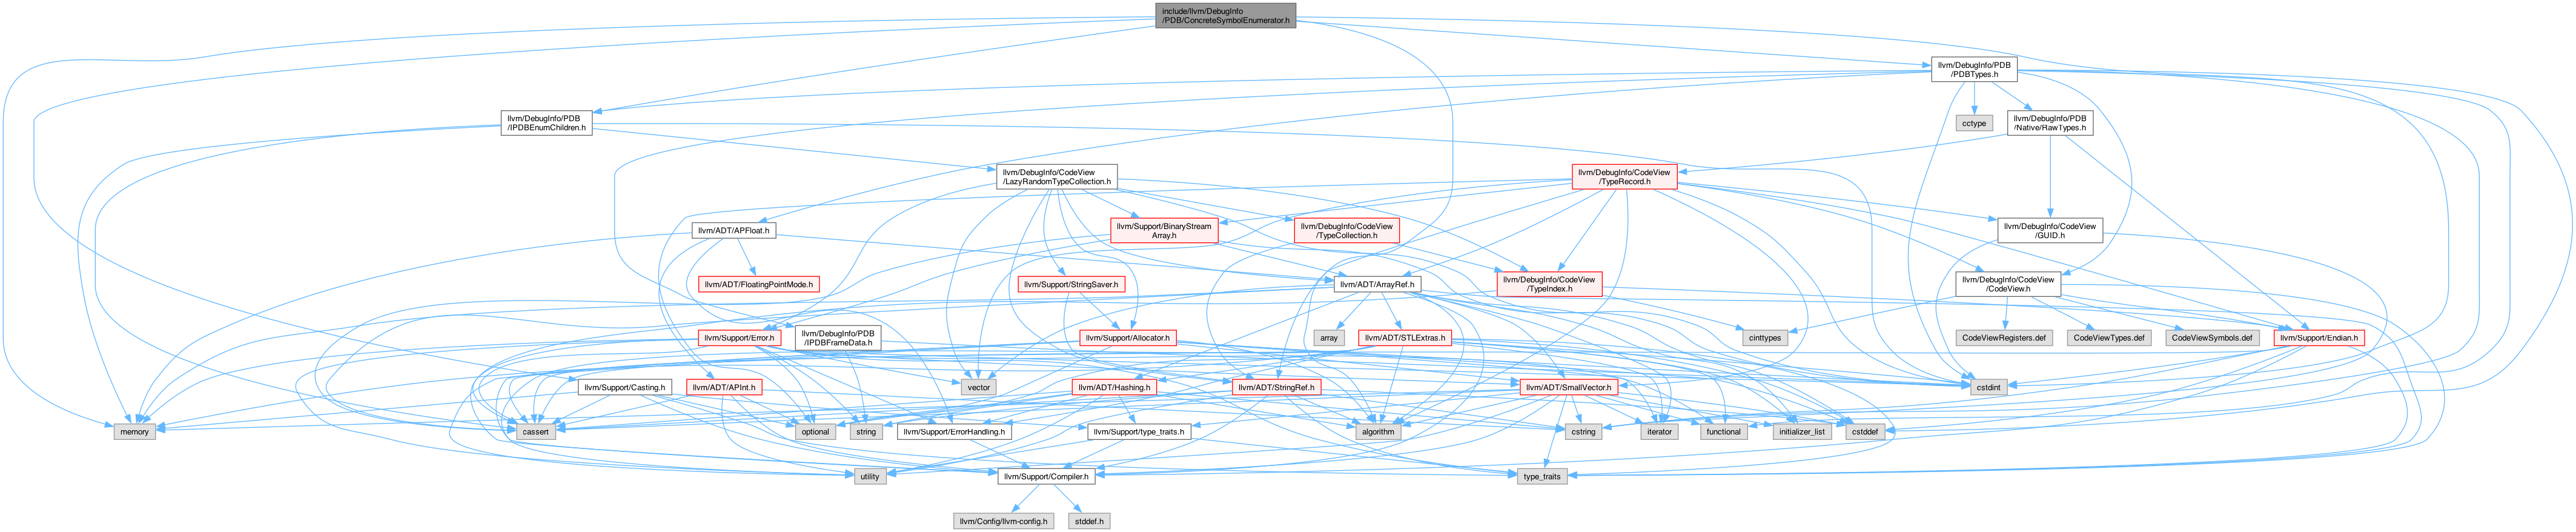 include/llvm/DebugInfo
/PDB/ConcreteSymbolEnumerator.h
llvm/DebugInfo/PDB
/PDBTypes.h
llvm/DebugInfo/PDB
/IPDBEnumChildren.h
cctype
llvm/DebugInfo/PDB
/Native/RawTypes.h
llvm/DebugInfo/CodeView
/LazyRandomTypeCollection.h
llvm/DebugInfo/CodeView
/TypeRecord.h
llvm/ADT/APFloat.h
llvm/Support/BinaryStream
Array.h
llvm/DebugInfo/CodeView
/TypeCollection.h
llvm/DebugInfo/CodeView
/GUID.h
llvm/ADT/FloatingPointMode.h
llvm/Support/StringSaver.h
llvm/ADT/ArrayRef.h
llvm/DebugInfo/CodeView
/TypeIndex.h
llvm/DebugInfo/CodeView
/CodeView.h
llvm/Support/Error.h
llvm/DebugInfo/PDB
/IPDBFrameData.h
llvm/Support/Allocator.h
array
llvm/ADT/STLExtras.h
cinttypes
CodeViewRegisters.def
CodeViewTypes.def
CodeViewSymbols.def
llvm/Support/Endian.h
llvm/Support/Casting.h
llvm/ADT/APInt.h
vector
llvm/ADT/Hashing.h
llvm/ADT/StringRef.h
llvm/ADT/SmallVector.h
cstdint
memory
cassert
optional
string
llvm/Support/ErrorHandling.h
llvm/Support/type_traits.h
algorithm
cstring
iterator
functional
initializer_list
cstddef
utility
llvm/Support/Compiler.h
type_traits
llvm/Config/llvm-config.h
stddef.h